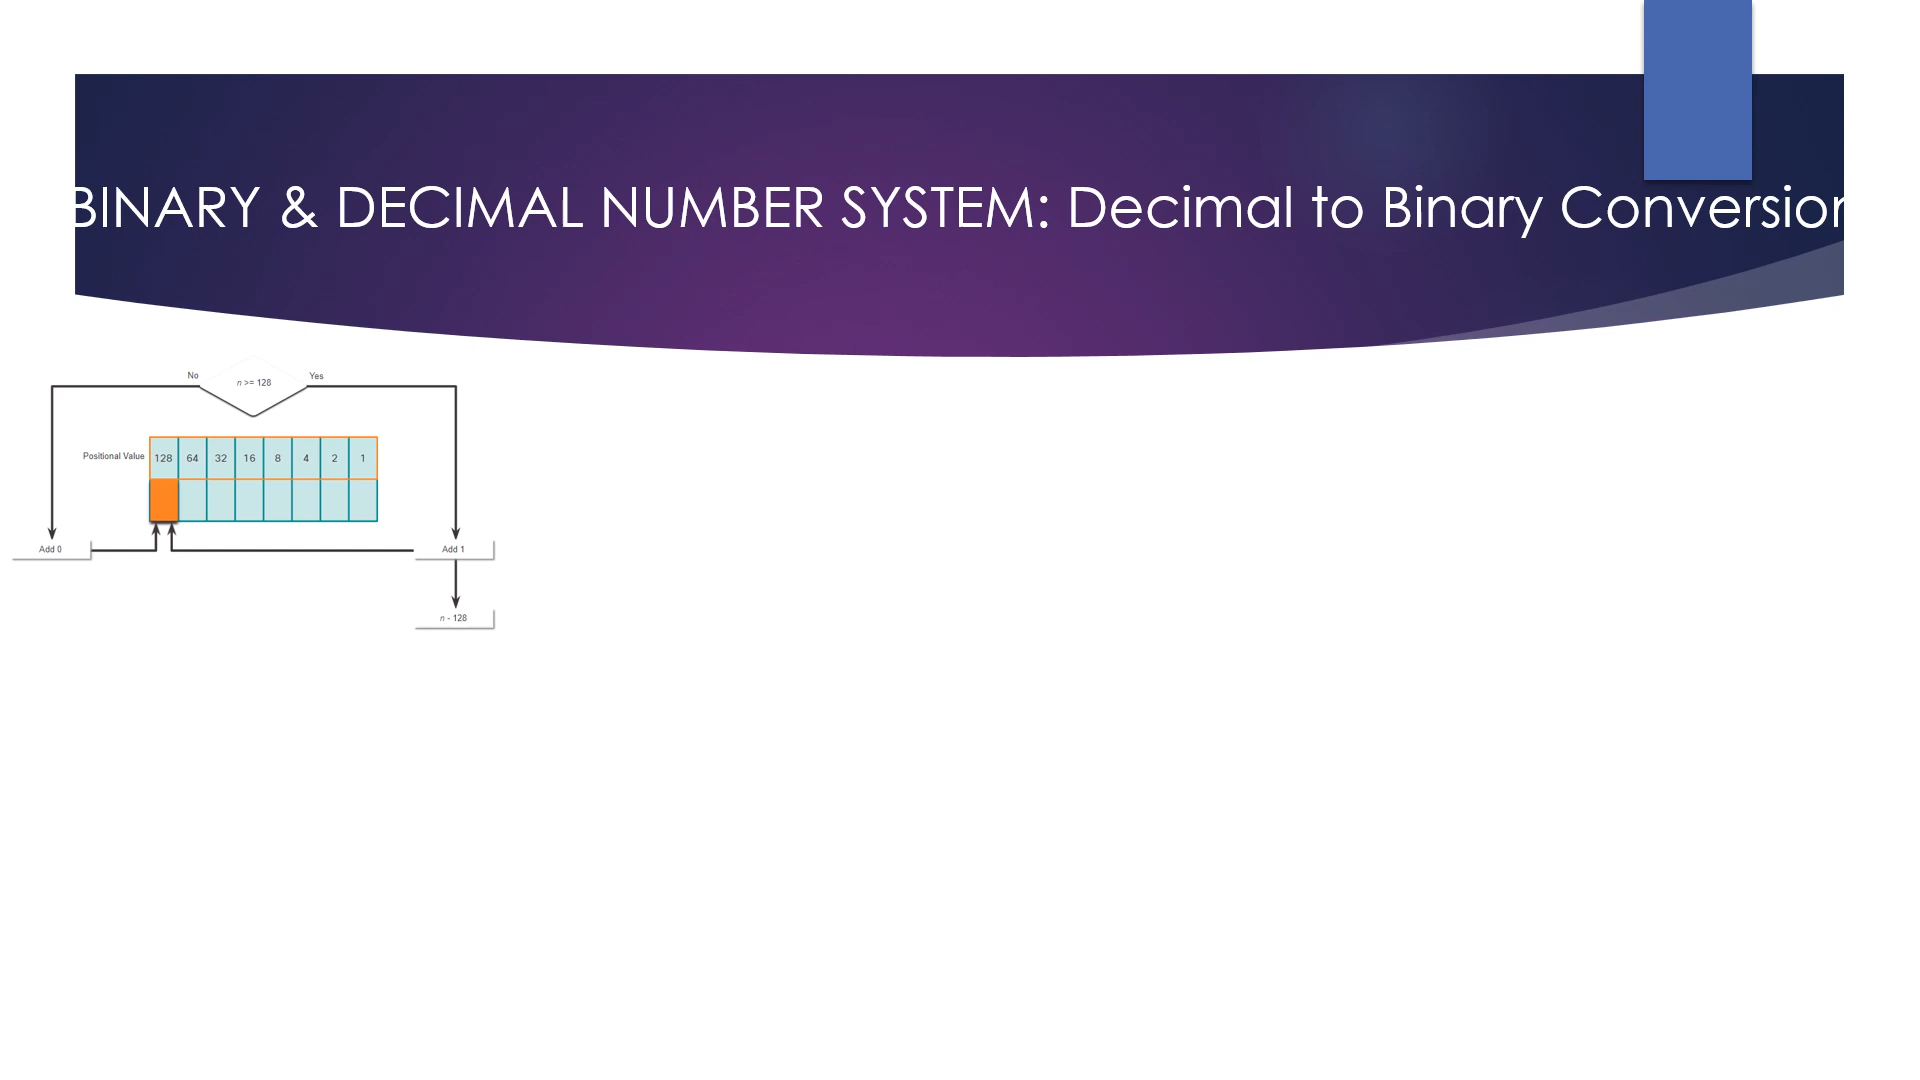 BINARY & DECIMAL NUMBER SYSTEM: Decimal to Binary Conversion
No
n >= 128
Yes
Positional Value 128 64 32 16 8 4 2 1
Add 0
Add 1
n - 128